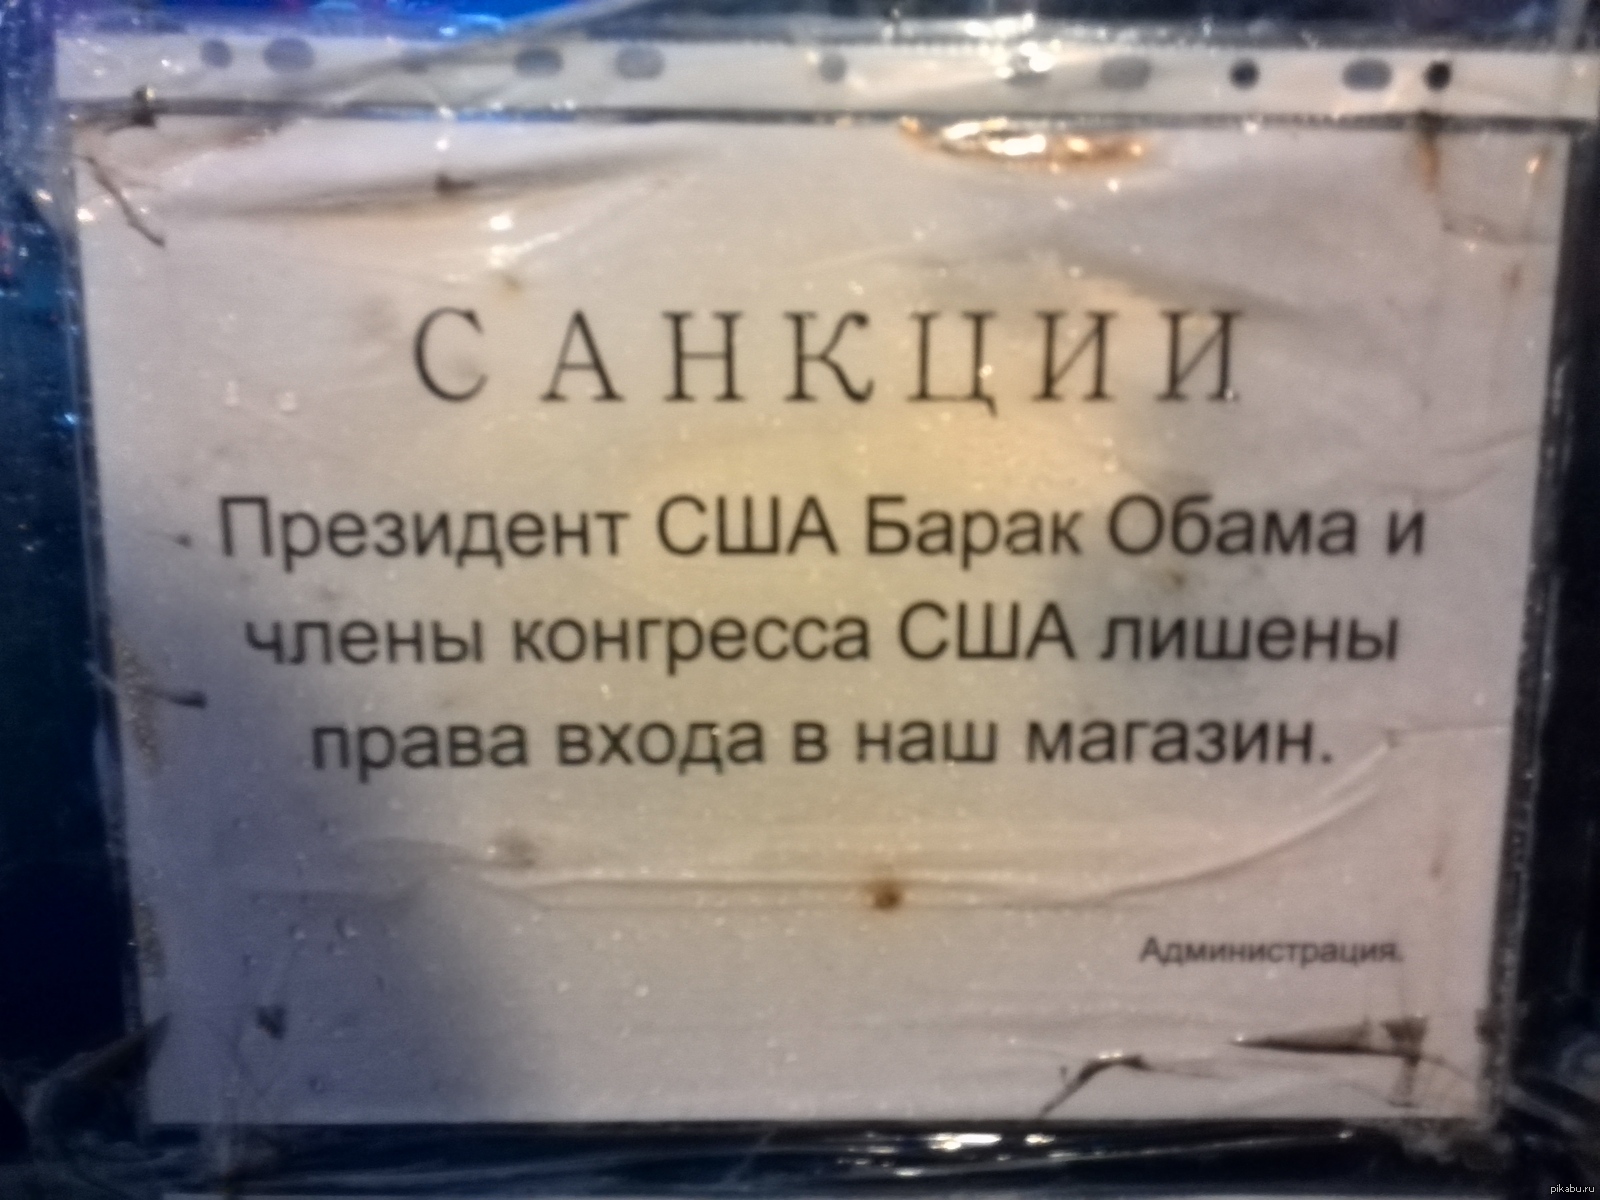 САНКЦИИ
Президент США Барак Обама и
члены конгресса США лишены
права входа в наш магазин.
Администрация.
pikabu.ru